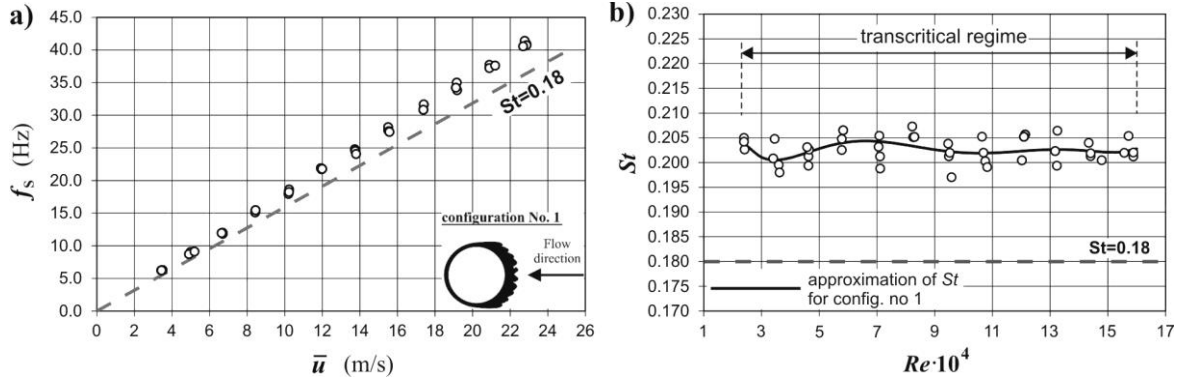 a)
45.0
40.0
35.0
30.0
25.0
20.0
15.0
10.0
5.0
0.0
fs (Hz)
St=0.18
configuration No. 1
Flow
direction
0 2 4 6 8 10 12 14 16 18 20 22 24 26
u̅ (m/s)
b)
0.230
0.225
0.220
0.215
0.210
0.205
0.200
0.195
0.190
0.185
0.180
0.175
0.170
St
transcritical regime
St=0.18
approximation of St
for config. no 1
1 3 5 7 9 11 13 15 17
Re·10⁴